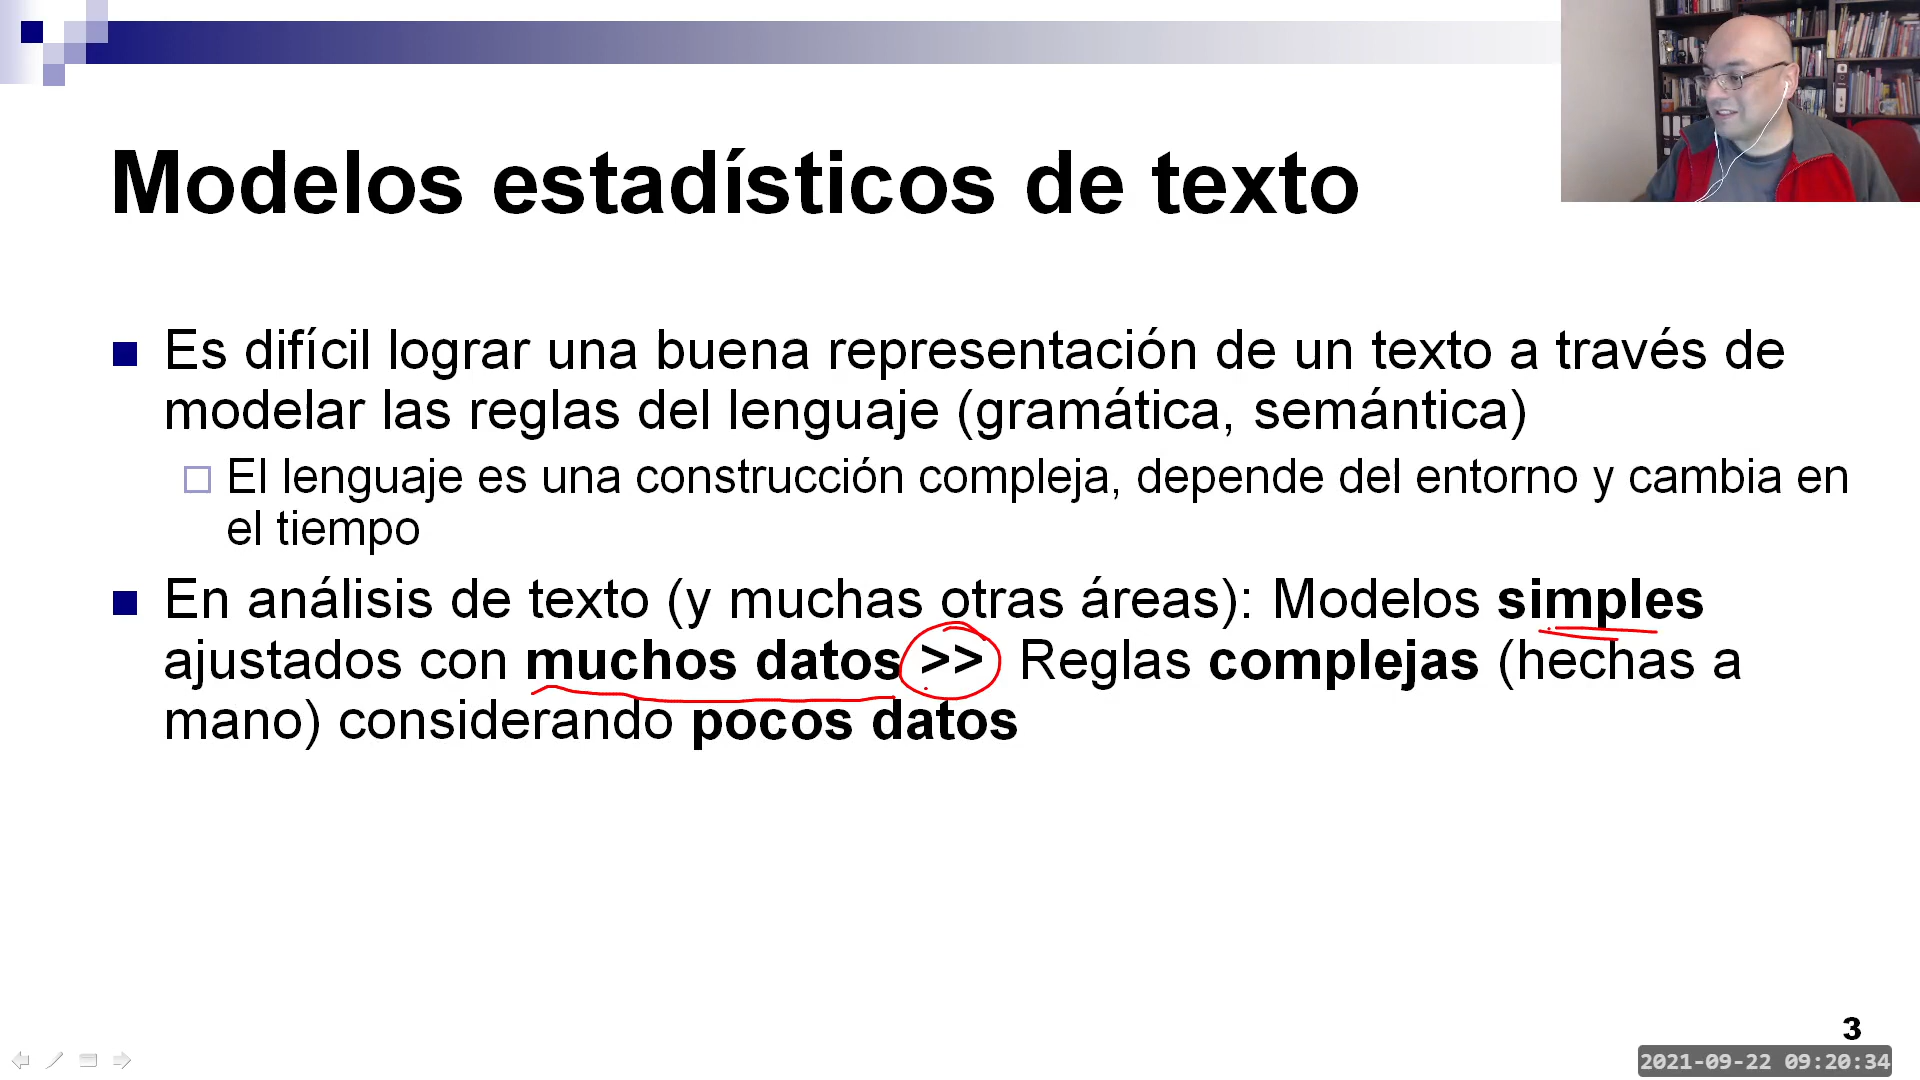 Modelos estadísticos de texto
Es difícil lograr una buena representación de un texto a través de
modelar las reglas del lenguaje (gramática, semántica)
El lenguaje es una construcción compleja, depende del entorno y cambia en
el tiempo
En análisis de texto (y muchas otras áreas): Modelos simples
ajustados con muchos datos >> Reglas complejas (hechas a
mano) considerando pocos datos
3
2021-09-22 09:20:34